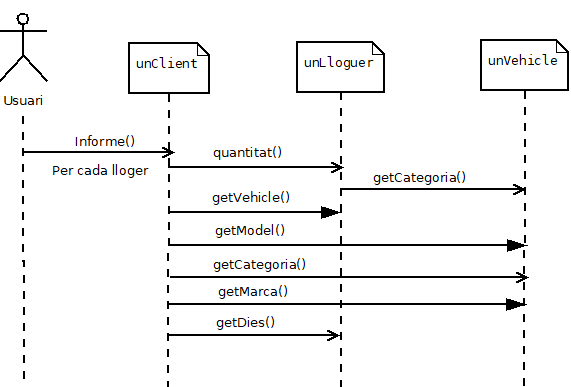 unClient
unLloguer
unVehicle
Usuari
Informe()
quantitat()
Per cada lloger
getCategoria()
getVehicle()
getModel()
getCategoria()
getMarca()
getDies()